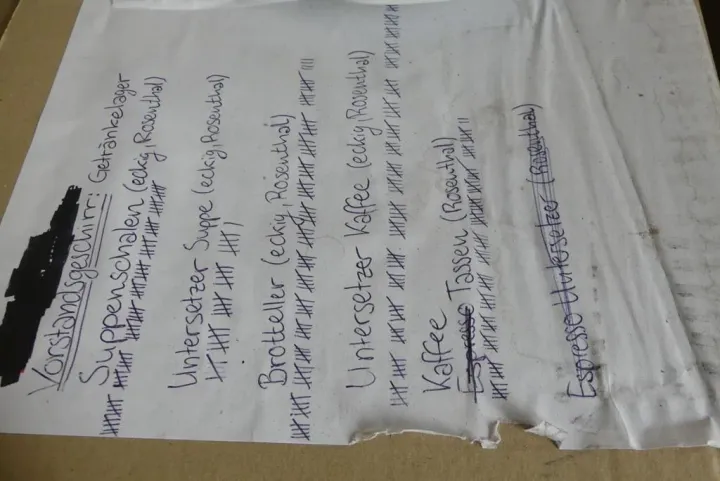 Vorstandsgeschirr: Getränkelager
Suppenschalen (eckig, Rosenthal)
Untersetzer Suppe (eckig, Rosenthal)
Brotteller (eckig, Rosenthal)
Untersetzer Kaffee (eckig, Rosenthal)
Kaffee
Espresso Tassen (Rosenthal)
Espresso Untersetzer (Rosenthal)